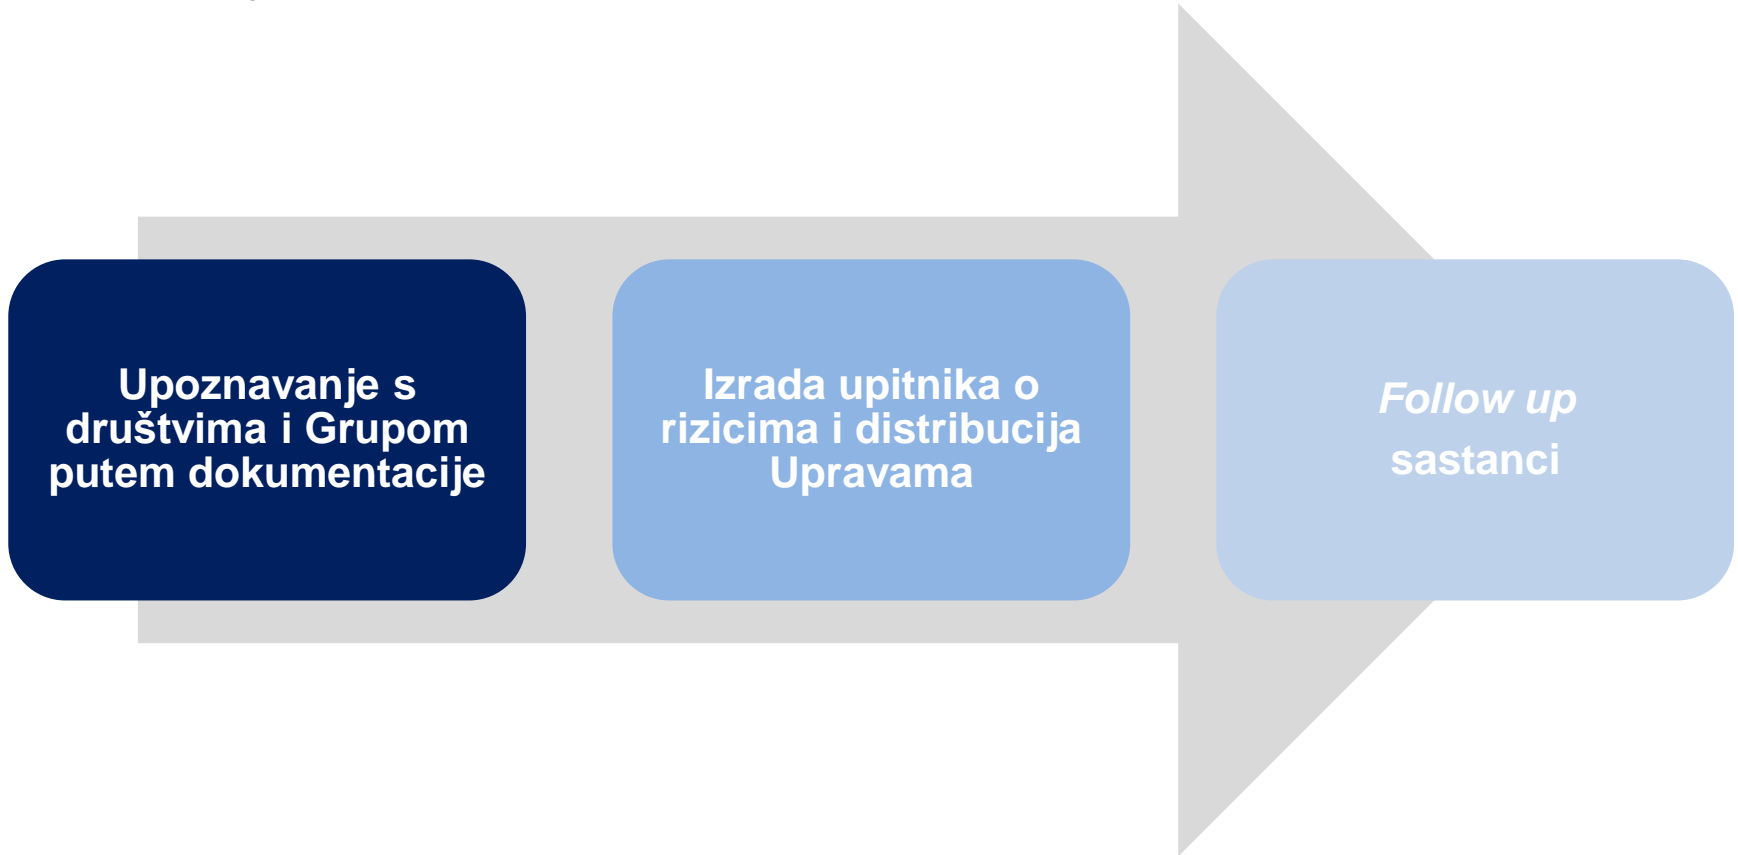 Upoznavanje s
društvima i Grupom
putem dokumentacije
Izrada upitnika o
rizicima i distribucija
Upravama
Follow up
sastanci